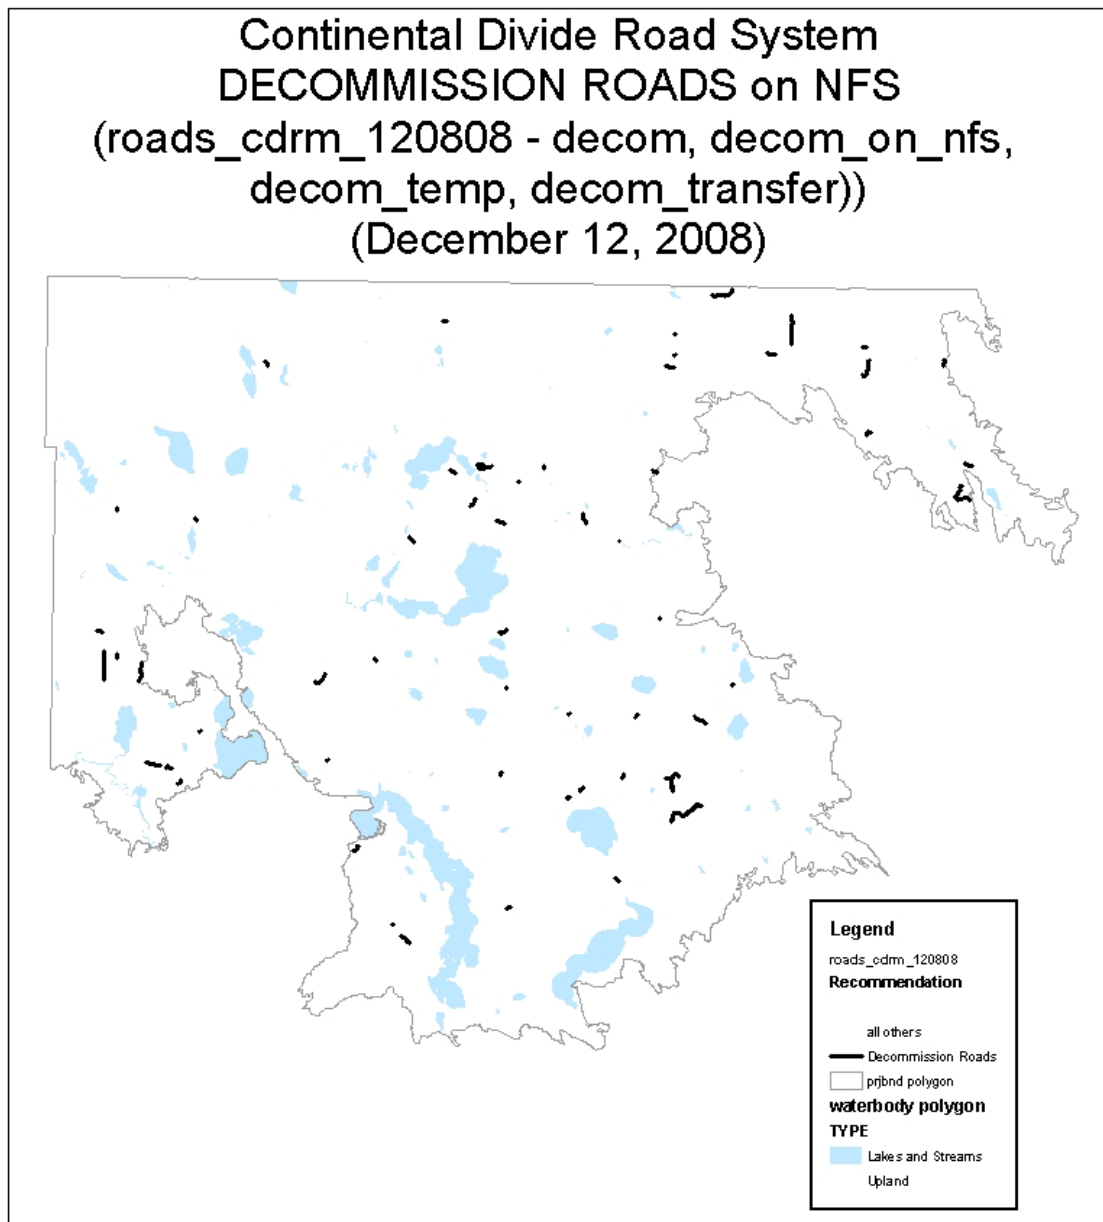 Continental Divide Road System
DECOMMISSION ROADS on NFS
(roads_cdrm_120808 - decom, decom_on_nfs,
decom_temp, decom_transfer))
(December 12, 2008)
Legend
roads_cdrm_120808
Recommendation
all others
Decommission Roads
prjbnd polygon
waterbody polygon
TYPE
Lakes and Streams
Upland